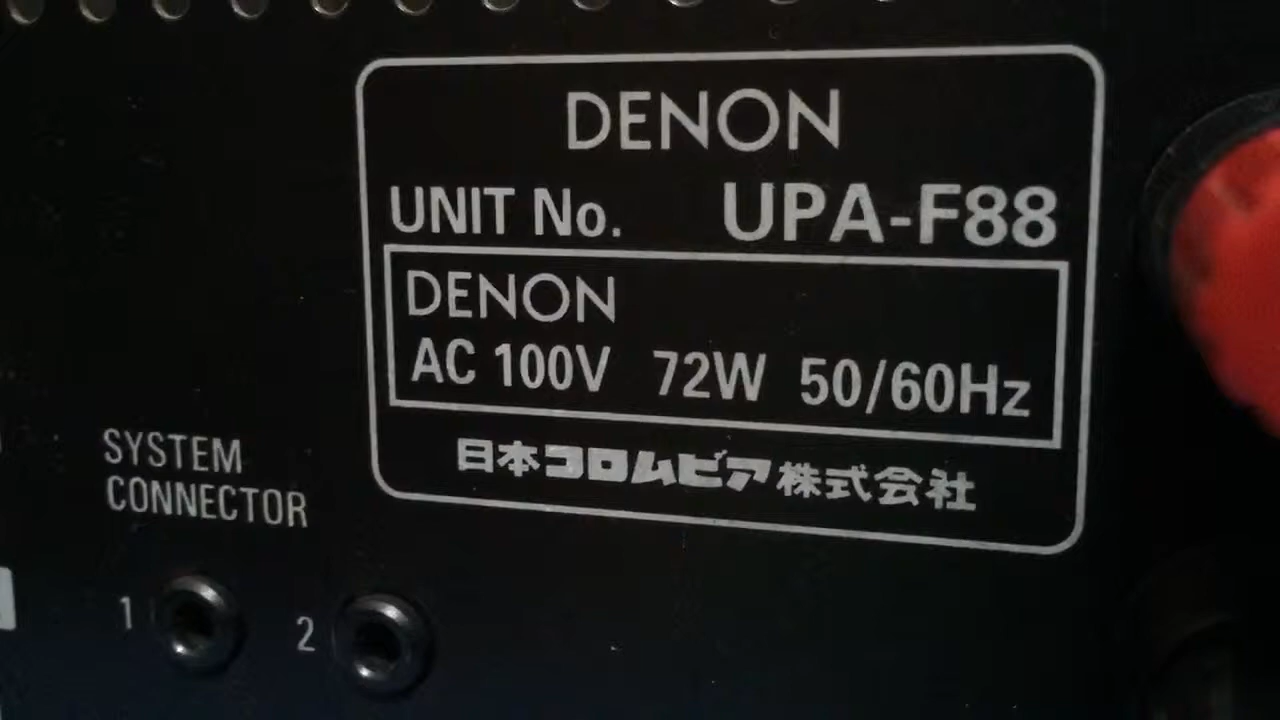 DENON
UNIT No. UPA-F88
DENON
AC 100V 72W 50/60Hz
日本コロムビア株式会社
SYSTEM
CONNECTOR
1 2